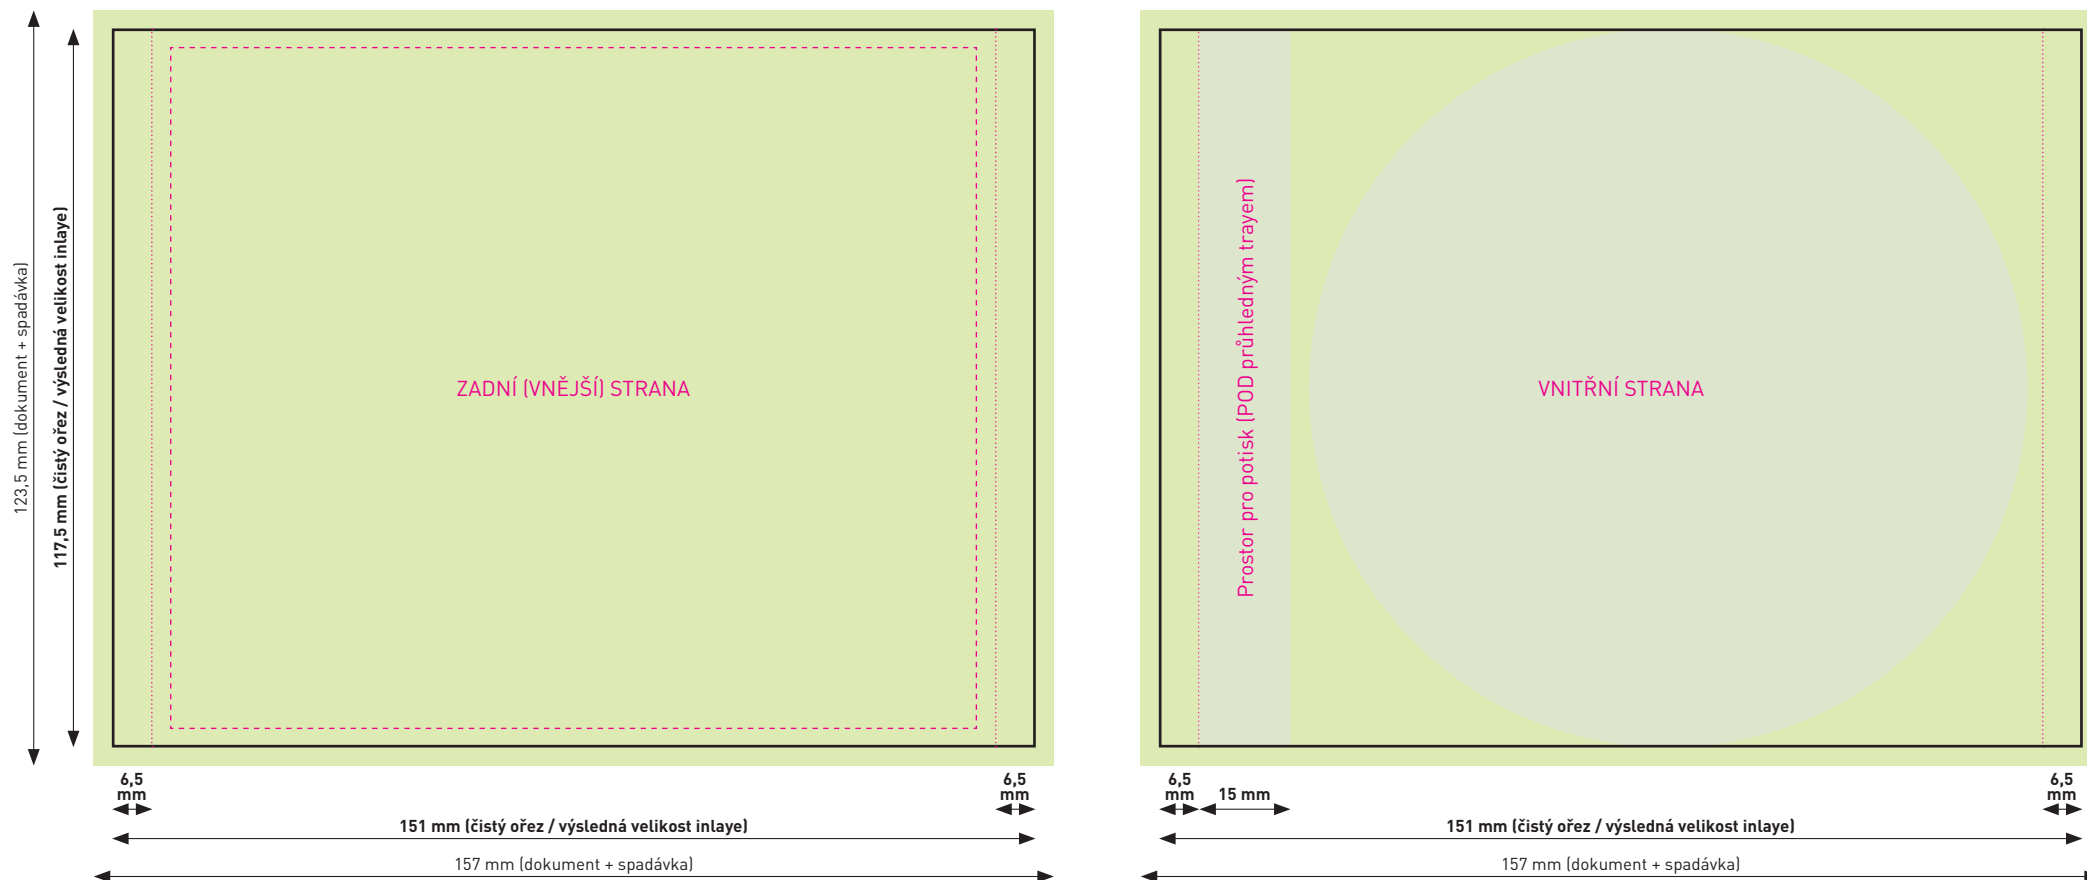 123,5 mm (dokument + spadávka)
117,5 mm (čistý ořez / výsledná velikost inlaye)
ZADNÍ (VNĚJŠÍ) STRANA
6,5
mm
6,5
mm
151 mm (čistý ořez / výsledná velikost inlaye)
157 mm (dokument + spadávka)
Prostor pro potisk (POD průhledným trayem)
VNITŘNÍ STRANA
6,5
mm
15 mm
6,5
mm
151 mm (čistý ořez / výsledná velikost inlaye)
157 mm (dokument + spadávka)